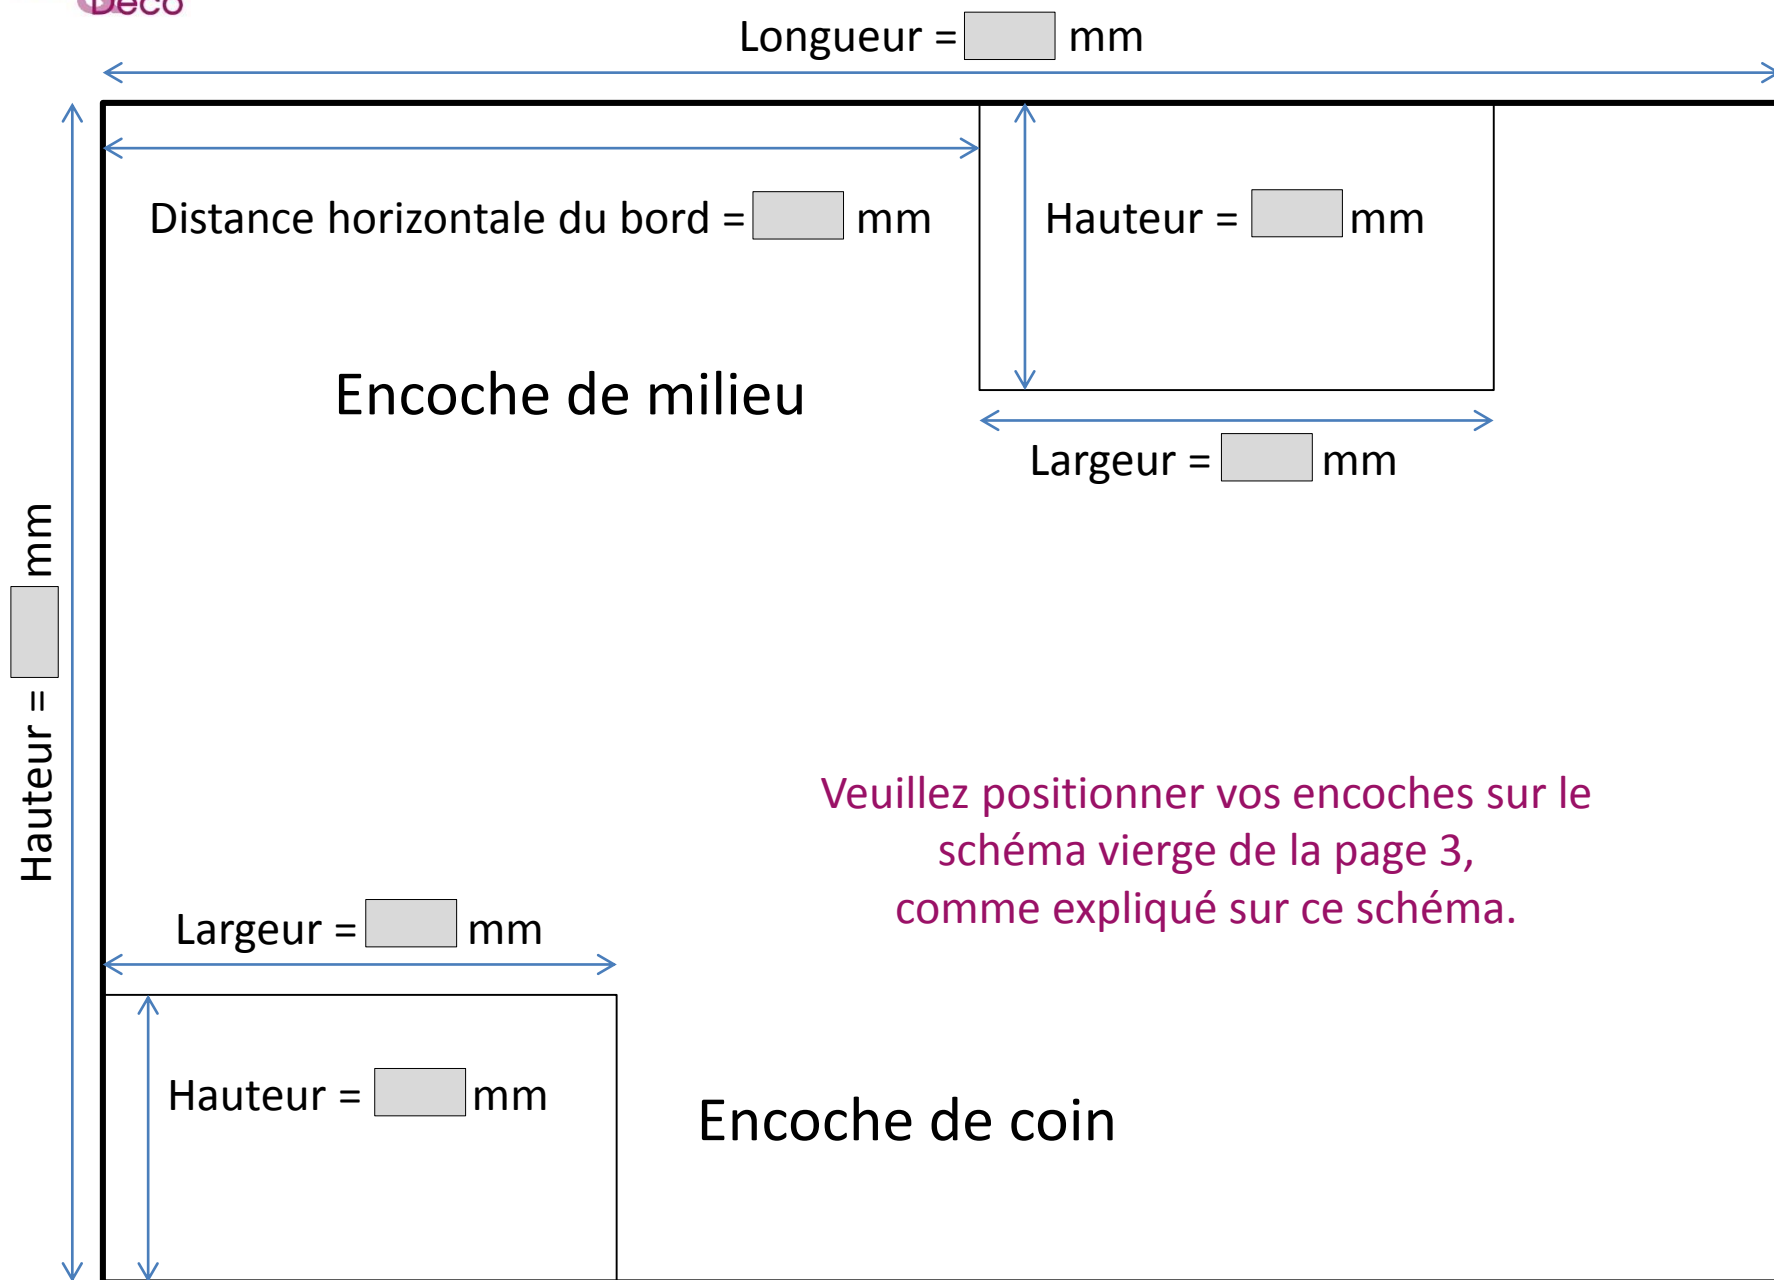 Déco
Longueur = mm
Distance horizontale du bord = mm
Hauteur = mm
Encoche de milieu
Largeur = mm
Hauteur = mm
Veuillez positionner vos encoches sur le
schéma vierge de la page 3,
comme expliqué sur ce schéma.
Largeur = mm
Hauteur = mm
Encoche de coin